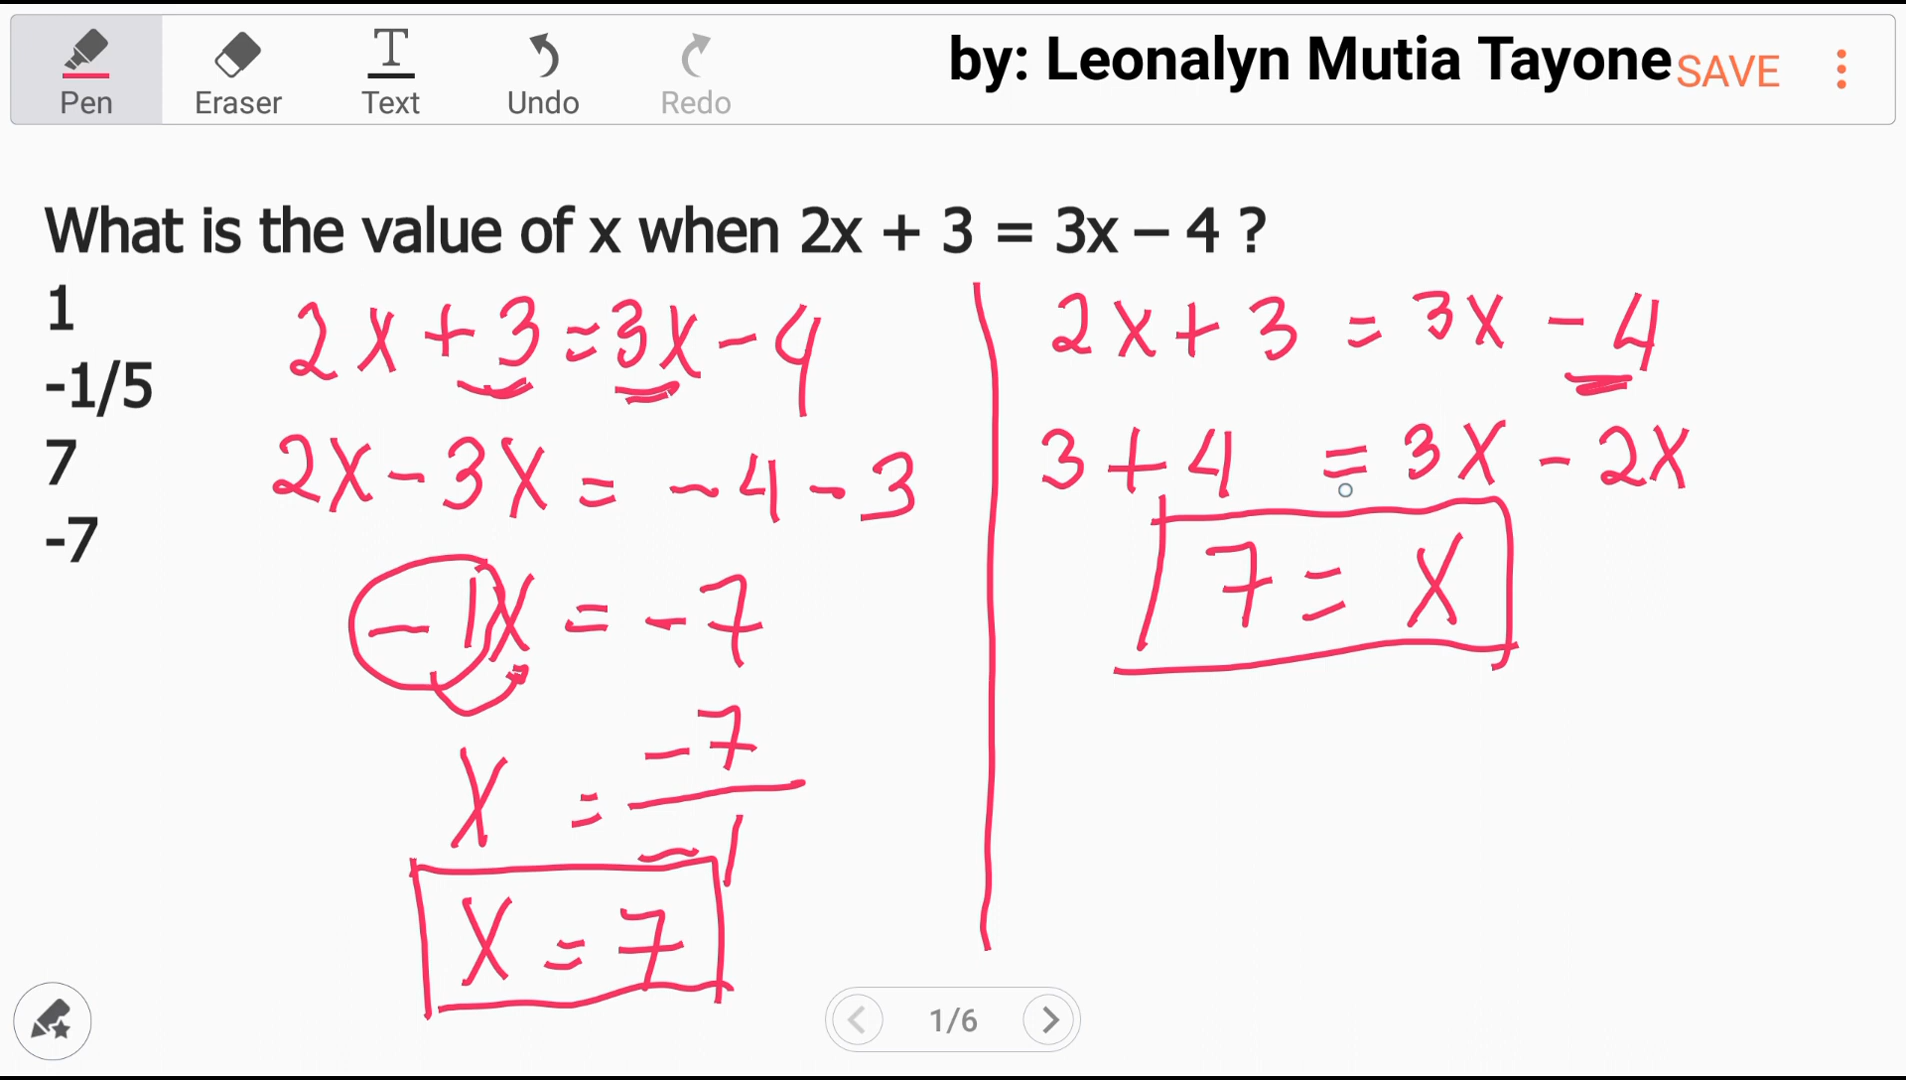 Pen Eraser Text Undo Redo by: Leonalyn Mutia Tayone SAVE
What is the value of x when 2x + 3 = 3x – 4 ?
1
-1/5
7
-7
2x + 3 = 3x - 4
2x - 3x = - 4 - 3
- 1x = - 7
x = - 7
- 1
x = 7
2x + 3 = 3x - 4
3 + 4 = 3x - 2x
7 = x
1/6